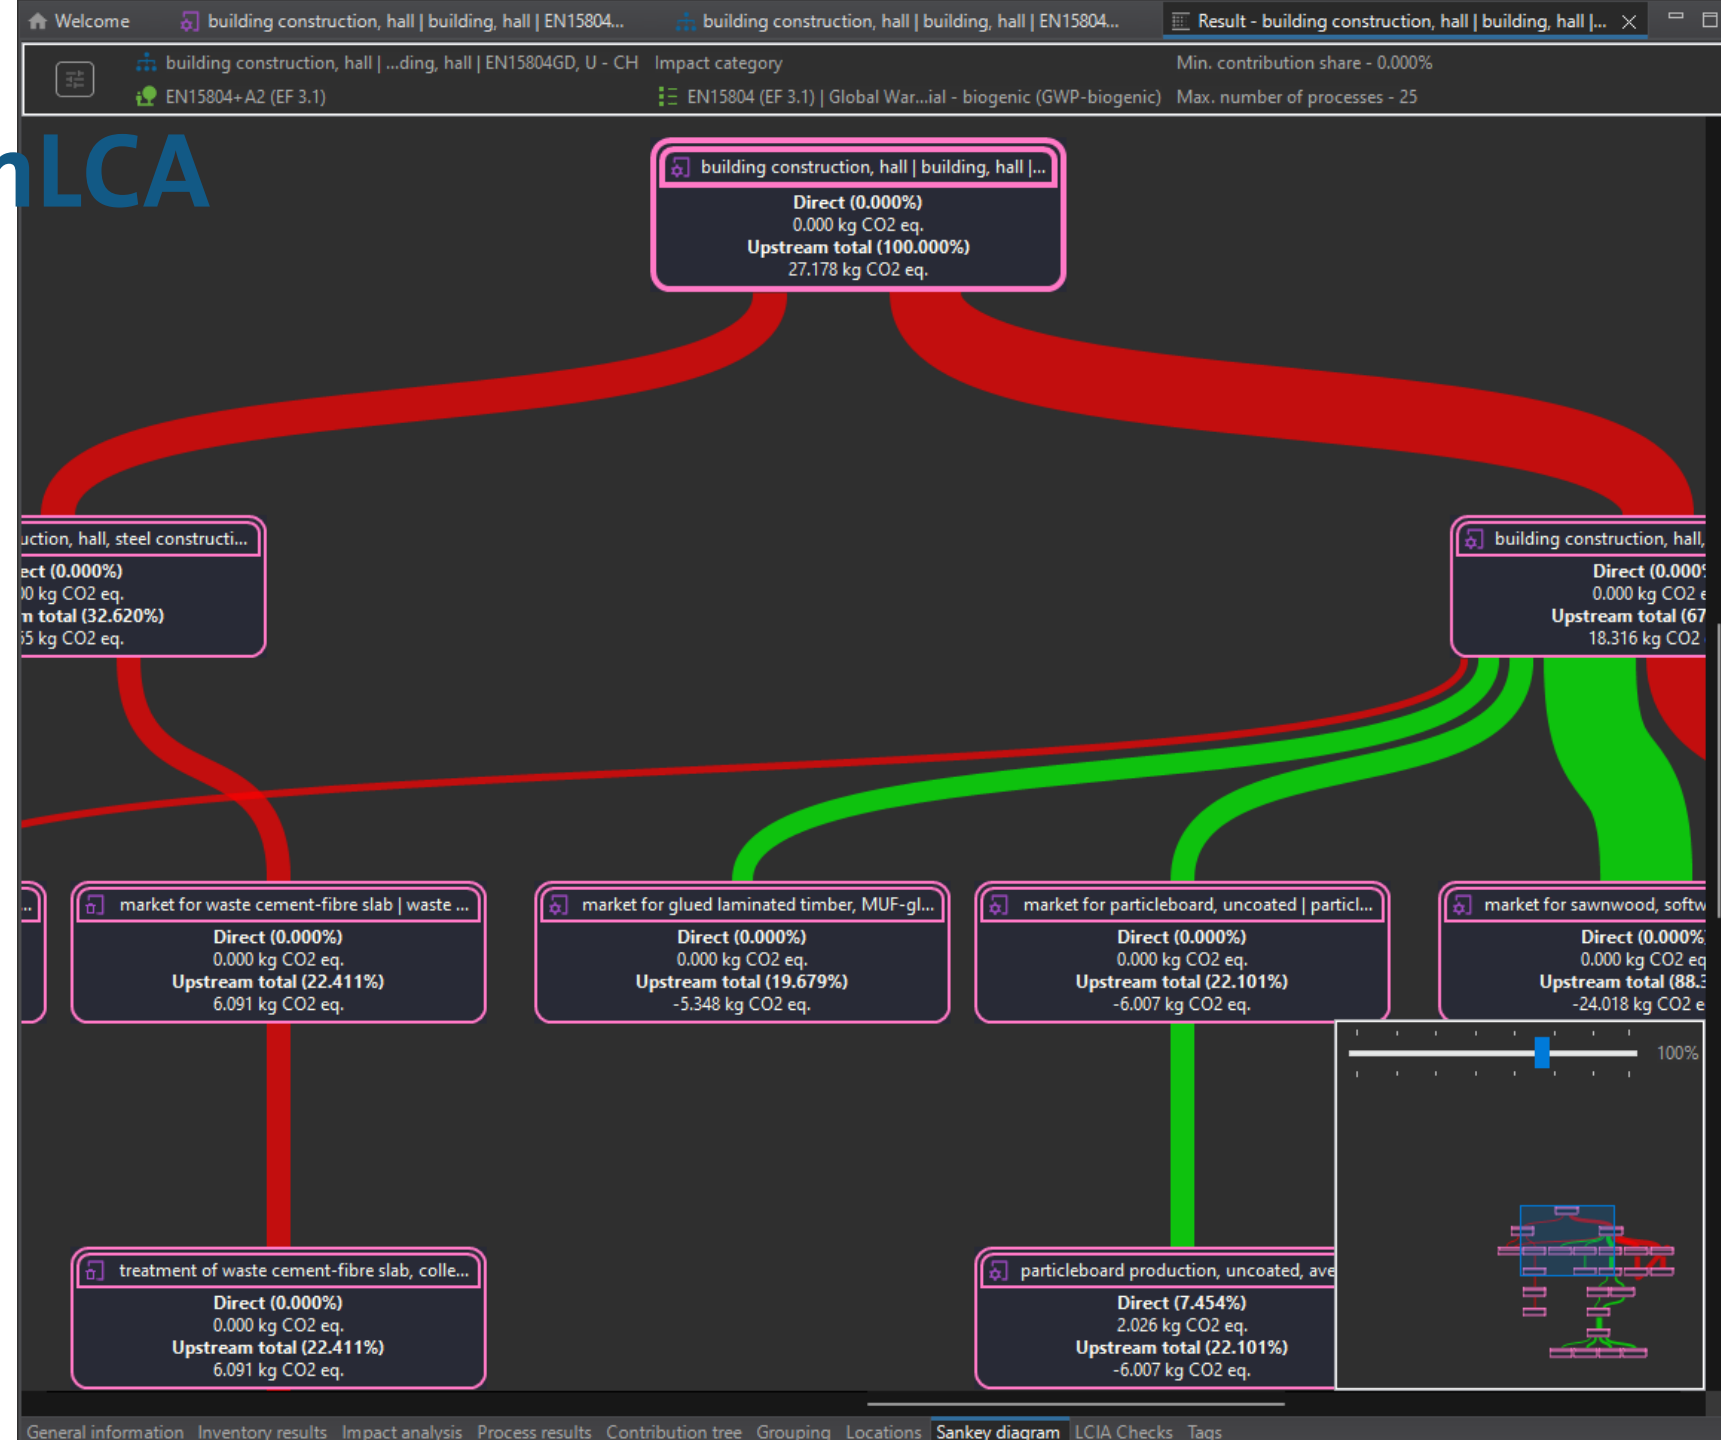 Welcome
building construction, hall | building, hall | EN15804...
building construction, hall | building, hall | EN15804...
Result - building construction, hall | building, hall |...
building construction, hall | ...ding, hall | EN15804GD, U - CH
Impact category
Min. contribution share - 0.000%
EN15804+A2 (EF 3.1)
EN15804 (EF 3.1) | Global War...ial - biogenic (GWP-biogenic)
Max. number of processes - 25
nLCA
building construction, hall | building, hall |...
Direct (0.000%)
0.000 kg CO2 eq.
Upstream total (100.000%)
27.178 kg CO2 eq.
uction, hall, steel constructi...
ect (0.000%)
00 kg CO2 eq.
m total (32.620%)
55 kg CO2 eq.
building construction, hall,
Direct (0.000%
0.000 kg CO2 e
Upstream total (67
18.316 kg CO2
...
market for waste cement-fibre slab | waste ...
Direct (0.000%)
0.000 kg CO2 eq.
Upstream total (22.411%)
6.091 kg CO2 eq.
market for glued laminated timber, MUF-gl...
Direct (0.000%)
0.000 kg CO2 eq.
Upstream total (19.679%)
-5.348 kg CO2 eq.
market for particleboard, uncoated | particl...
Direct (0.000%)
0.000 kg CO2 eq.
Upstream total (22.101%)
-6.007 kg CO2 eq.
market for sawnwood, softw
Direct (0.000%)
0.000 kg CO2 eq
Upstream total (88.3
-24.018 kg CO2 e
100%
treatment of waste cement-fibre slab, colle...
Direct (0.000%)
0.000 kg CO2 eq.
Upstream total (22.411%)
6.091 kg CO2 eq.
particleboard production, uncoated, ave
Direct (7.454%)
2.026 kg CO2 eq.
Upstream total (22.101%)
-6.007 kg CO2 eq.
General information Inventory results Impact analysis Process results Contribution tree Grouping Locations Sankey diagram LCIA Checks Tags